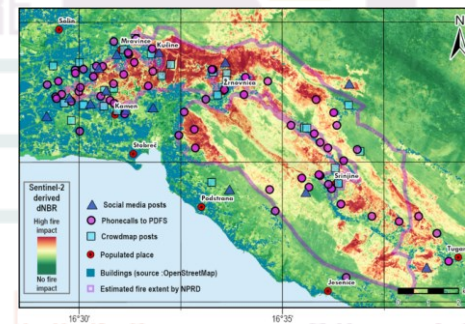 Solin
Mravince
Kučine
Kamen
Žrnovnica
Stobreč
Srinjine
Podstrana
Jesenice
Tugar
N
Sentinel-2
derived
dNBR
High fire
impact
No fire
impact
Social media posts
Phonecalls to PDFS
Crowdmap posts
Populated place
Buildings (source :OpenStreetMap)
Estimated fire extent by NPRD
16°30'
16°35'